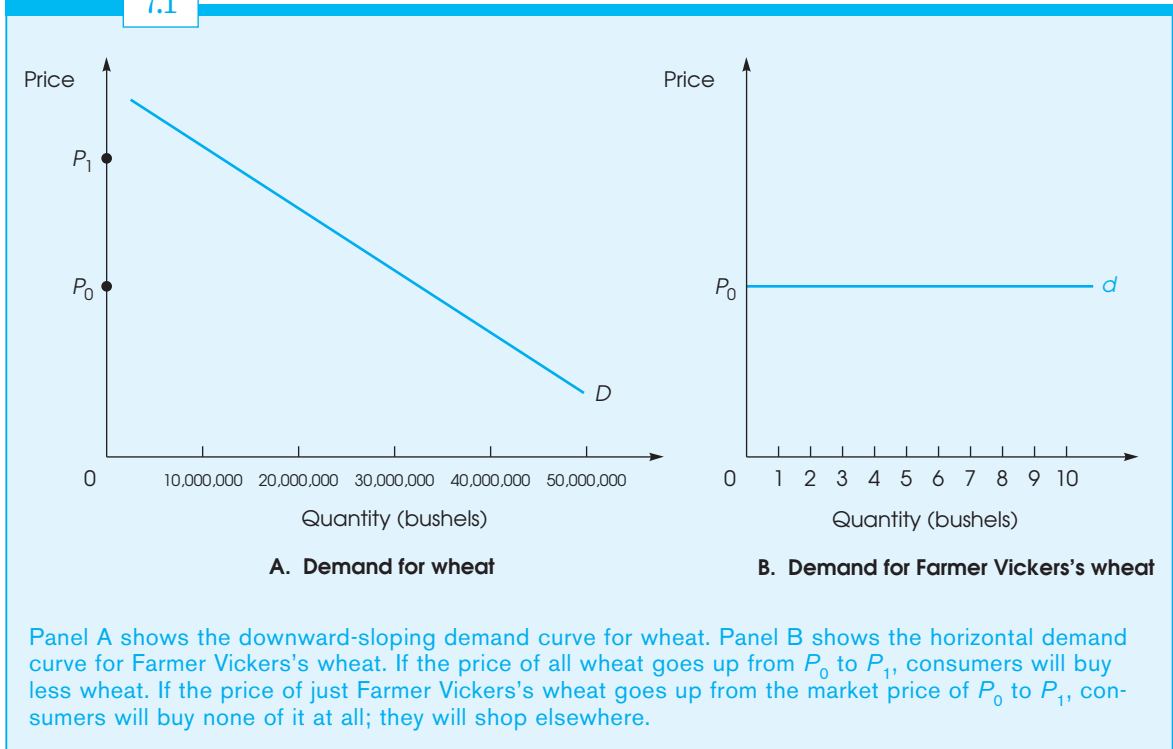 7.1
Price
P1
P0
D
0
10,000,000 20,000,000 30,000,000 40,000,000 50,000,000
Quantity (bushels)
A. Demand for wheat
Price
P0
d
0 1 2 3 4 5 6 7 8 9 10
Quantity (bushels)
B. Demand for Farmer Vickers's wheat
Panel A shows the downward-sloping demand curve for wheat. Panel B shows the horizontal demand
curve for Farmer Vickers's wheat. If the price of all wheat goes up from P0 to P1, consumers will buy
less wheat. If the price of just Farmer Vickers's wheat goes up from the market price of P0 to P1, con-
sumers will buy none of it at all; they will shop elsewhere.